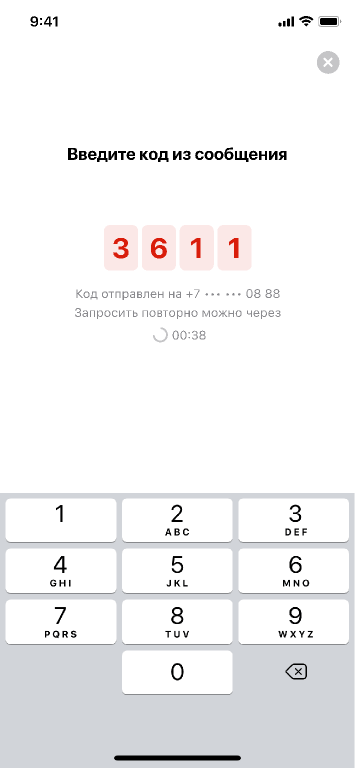 9:41
Введите код из сообщения
3 6 1 1
Код отправлен на +7 ••• ••• 08 88
Запросить повторно можно через
00:38
1 2 3
ABC DEF
4 5 6
GHI JKL MNO
7 8 9
PQRS TUV WXYZ
0